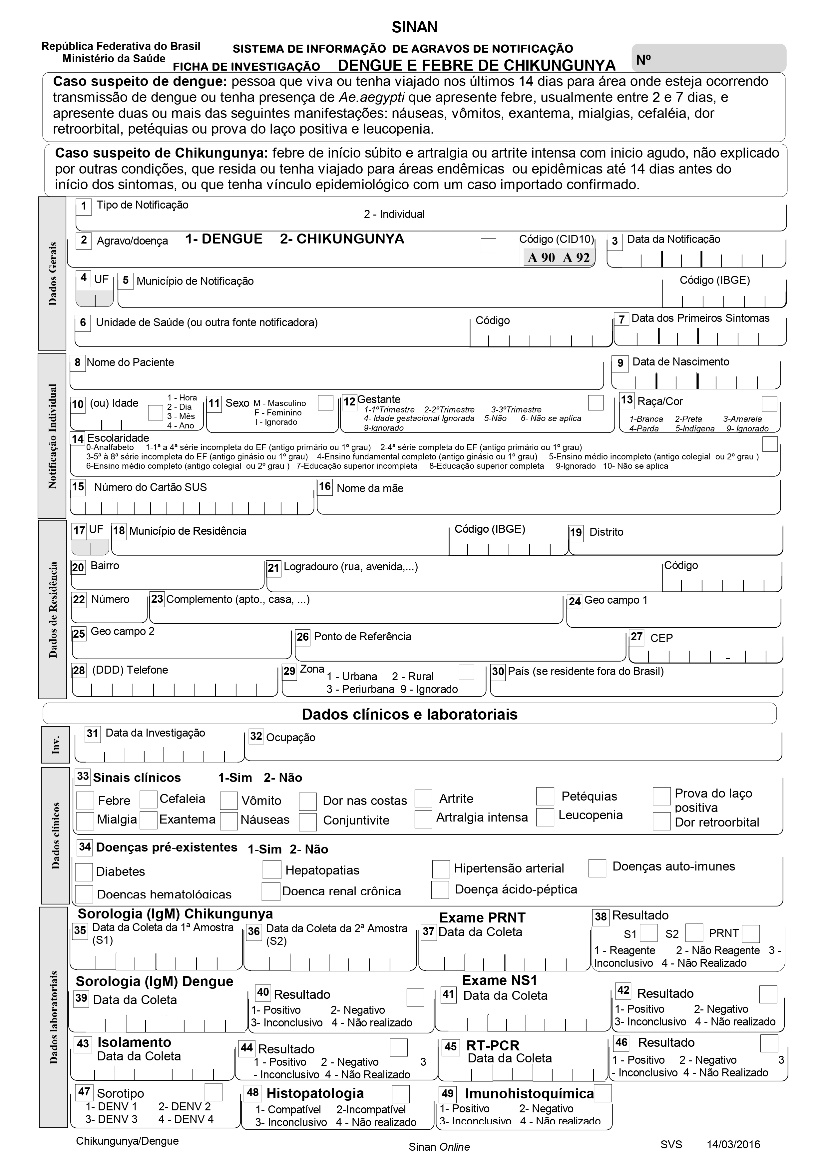 SINAN
República Federativa do Brasil
Ministério da Saúde
SISTEMA DE INFORMAÇÃO DE AGRAVOS DE NOTIFICAÇÃO
FICHA DE INVESTIGAÇÃO DENGUE E FEBRE DE CHIKUNGUNYA
Nº
Caso suspeito de dengue: pessoa que viva ou tenha viajado nos últimos 14 dias para área onde esteja ocorrendo
transmissão de dengue ou tenha presença de Ae.aegypti que apresente febre, usualmente entre 2 e 7 dias, e
apresente duas ou mais das seguintes manifestações: náuseas, vômitos, exantema, mialgias, cefaléia, dor
retroorbital, petéquias ou prova do laço positiva e leucopenia.
Caso suspeito de Chikungunya: febre de início súbito e artralgia ou artrite intensa com inicio agudo, não explicado
por outras condições, que resida ou tenha viajado para áreas endêmicas ou epidêmicas até 14 dias antes do
início dos sintomas, ou que tenha vínculo epidemiológico com um caso importado confirmado.
Dados Gerais
1 Tipo de Notificação
2 - Individual
2 Agravo/doença 1- DENGUE 2- CHIKUNGUNYA
Código (CID10)
A 90 A 92
3 Data da Notificação
4 UF
5 Município de Notificação
Código (IBGE)
6 Unidade de Saúde (ou outra fonte notificadora)
Código
7 Data dos Primeiros Sintomas
Notificação Individual
8 Nome do Paciente
9 Data de Nascimento
10 (ou) Idade
1 - Hora
2 - Dia
3 - Mês
4 - Ano
11 Sexo M - Masculino
F - Feminino
I - Ignorado
12 Gestante
1-1ºTrimestre 2-2ºTrimestre 3-3ºTrimestre
4- Idade gestacional Ignorada 5-Não 6- Não se aplica
9-Ignorado
13 Raça/Cor
1-Branca 2-Preta 3-Amarela
4-Parda 5-Indígena 9- Ignorado
14 Escolaridade
0-Analfabeto 1-1ª a 4ª série incompleta do EF (antigo primário ou 1º grau) 2-4ª série completa do EF (antigo primário ou 1º grau)
3-5ª à 8ª série incompleta do EF (antigo ginásio ou 1º grau) 4-Ensino fundamental completo (antigo ginásio ou 1º grau) 5-Ensino médio incompleto (antigo colegial ou 2º grau )
6-Ensino médio completo (antigo colegial ou 2º grau ) 7-Educação superior incompleta 8-Educação superior completa 9-Ignorado 10- Não se aplica
15 Número do Cartão SUS
16 Nome da mãe
Dados de Residência
17 UF
18 Município de Residência
Código (IBGE)
19 Distrito
20 Bairro
21 Logradouro (rua, avenida,...)
Código
22 Número
23 Complemento (apto., casa, ...)
24 Geo campo 1
25 Geo campo 2
26 Ponto de Referência
27 CEP
-
28 (DDD) Telefone
29 Zona
1 - Urbana 2 - Rural
3 - Periurbana 9 - Ignorado
30 País (se residente fora do Brasil)
Dados clínicos e laboratoriais
Inv.
31 Data da Investigação
32 Ocupação
Dados clínicos
33 Sinais clínicos 1-Sim 2- Não
Febre Cefaleia Vômito Dor nas costas Artrite Petéquias Prova do laço
positiva
Mialgia Exantema Náuseas Conjuntivite Artralgia intensa Leucopenia Dor retroorbital
34 Doenças pré-existentes 1-Sim 2- Não
Diabetes Hepatopatias Hipertensão arterial Doenças auto-imunes
Doenças hematológicas Doenca renal crônica Doença ácido-péptica
Dados laboratoriais
Sorologia (IgM) Chikungunya
35 Data da Coleta da 1ª Amostra
(S1)
36 Data da Coleta da 2ª Amostra
(S2)
Exame PRNT
37 Data da Coleta
38 Resultado
S1 S2 PRNT
1 - Reagente 2 - Não Reagente 3 -
Inconclusivo 4 - Não Realizado
Sorologia (IgM) Dengue
39 Data da Coleta
40 Resultado
1- Positivo 2- Negativo
3- Inconclusivo 4 - Não realizado
Exame NS1
41 Data da Coleta
42 Resultado
1- Positivo 2- Negativo
3- Inconclusivo 4 - Não realizado
43 Isolamento
Data da Coleta
44 Resultado
1 - Positivo 2 - Negativo 3
- Inconclusivo 4 - Não Realizado
45 RT-PCR
Data da Coleta
46 Resultado
1 - Positivo 2 - Negativo 3
- Inconclusivo 4 - Não Realizado
47 Sorotipo
1- DENV 1 2- DENV 2
3- DENV 3 4 - DENV 4
48 Histopatologia
1- Compatível 2-Incompatível
3- Inconclusivo 4 - Não realizado
49 Imunohistoquímica
1- Positivo 2- Negativo
3- Inconclusivo 4 - Não realizado
Chikungunya/Dengue
Sinan Online
SVS 14/03/2016